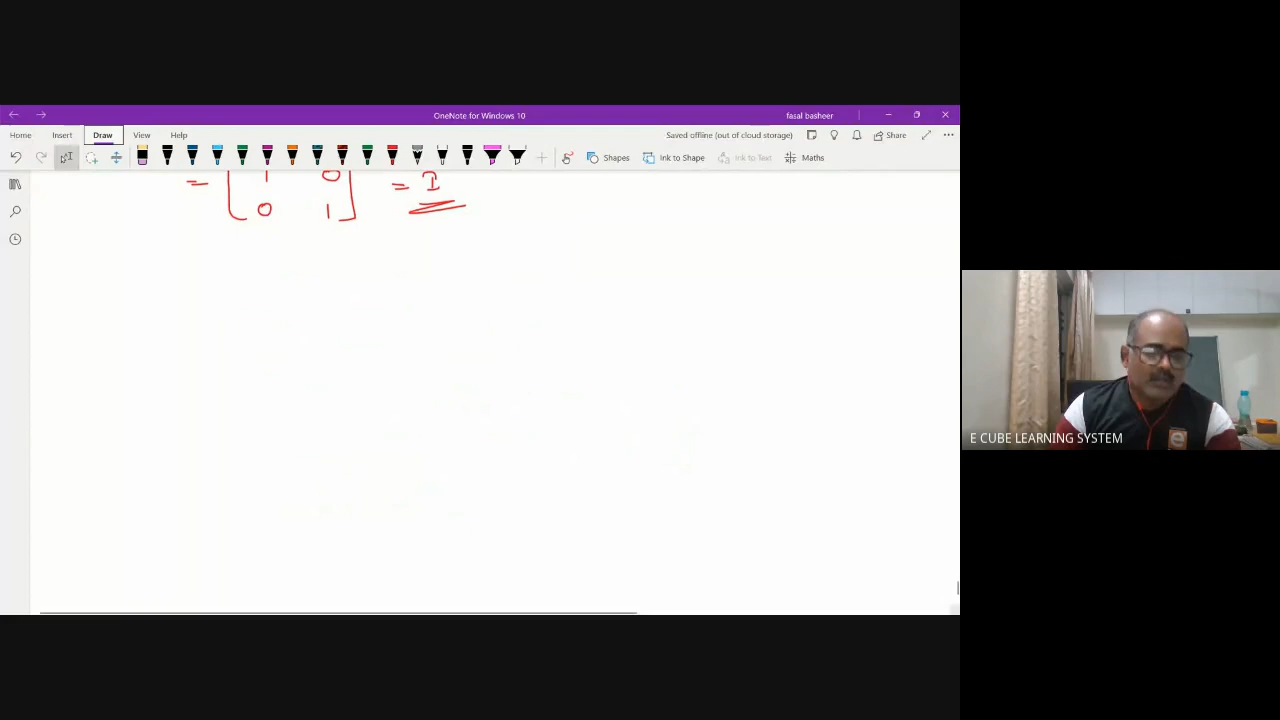 OneNote for Windows 10
fasal basheer
Home Insert Draw View Help
Saved offline (out of cloud storage)
Share
Shapes Ink to Shape Ink to Text Maths
= [ 1 0
0 1 ] = I
E CUBE LEARNING SYSTEM
e